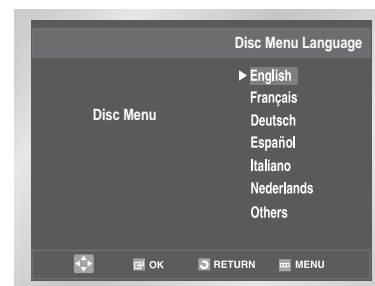 Disc Menu Language
Disc Menu
English
Français
Deutsch
Español
Italiano
Nederlands
Others
OK RETURN MENU